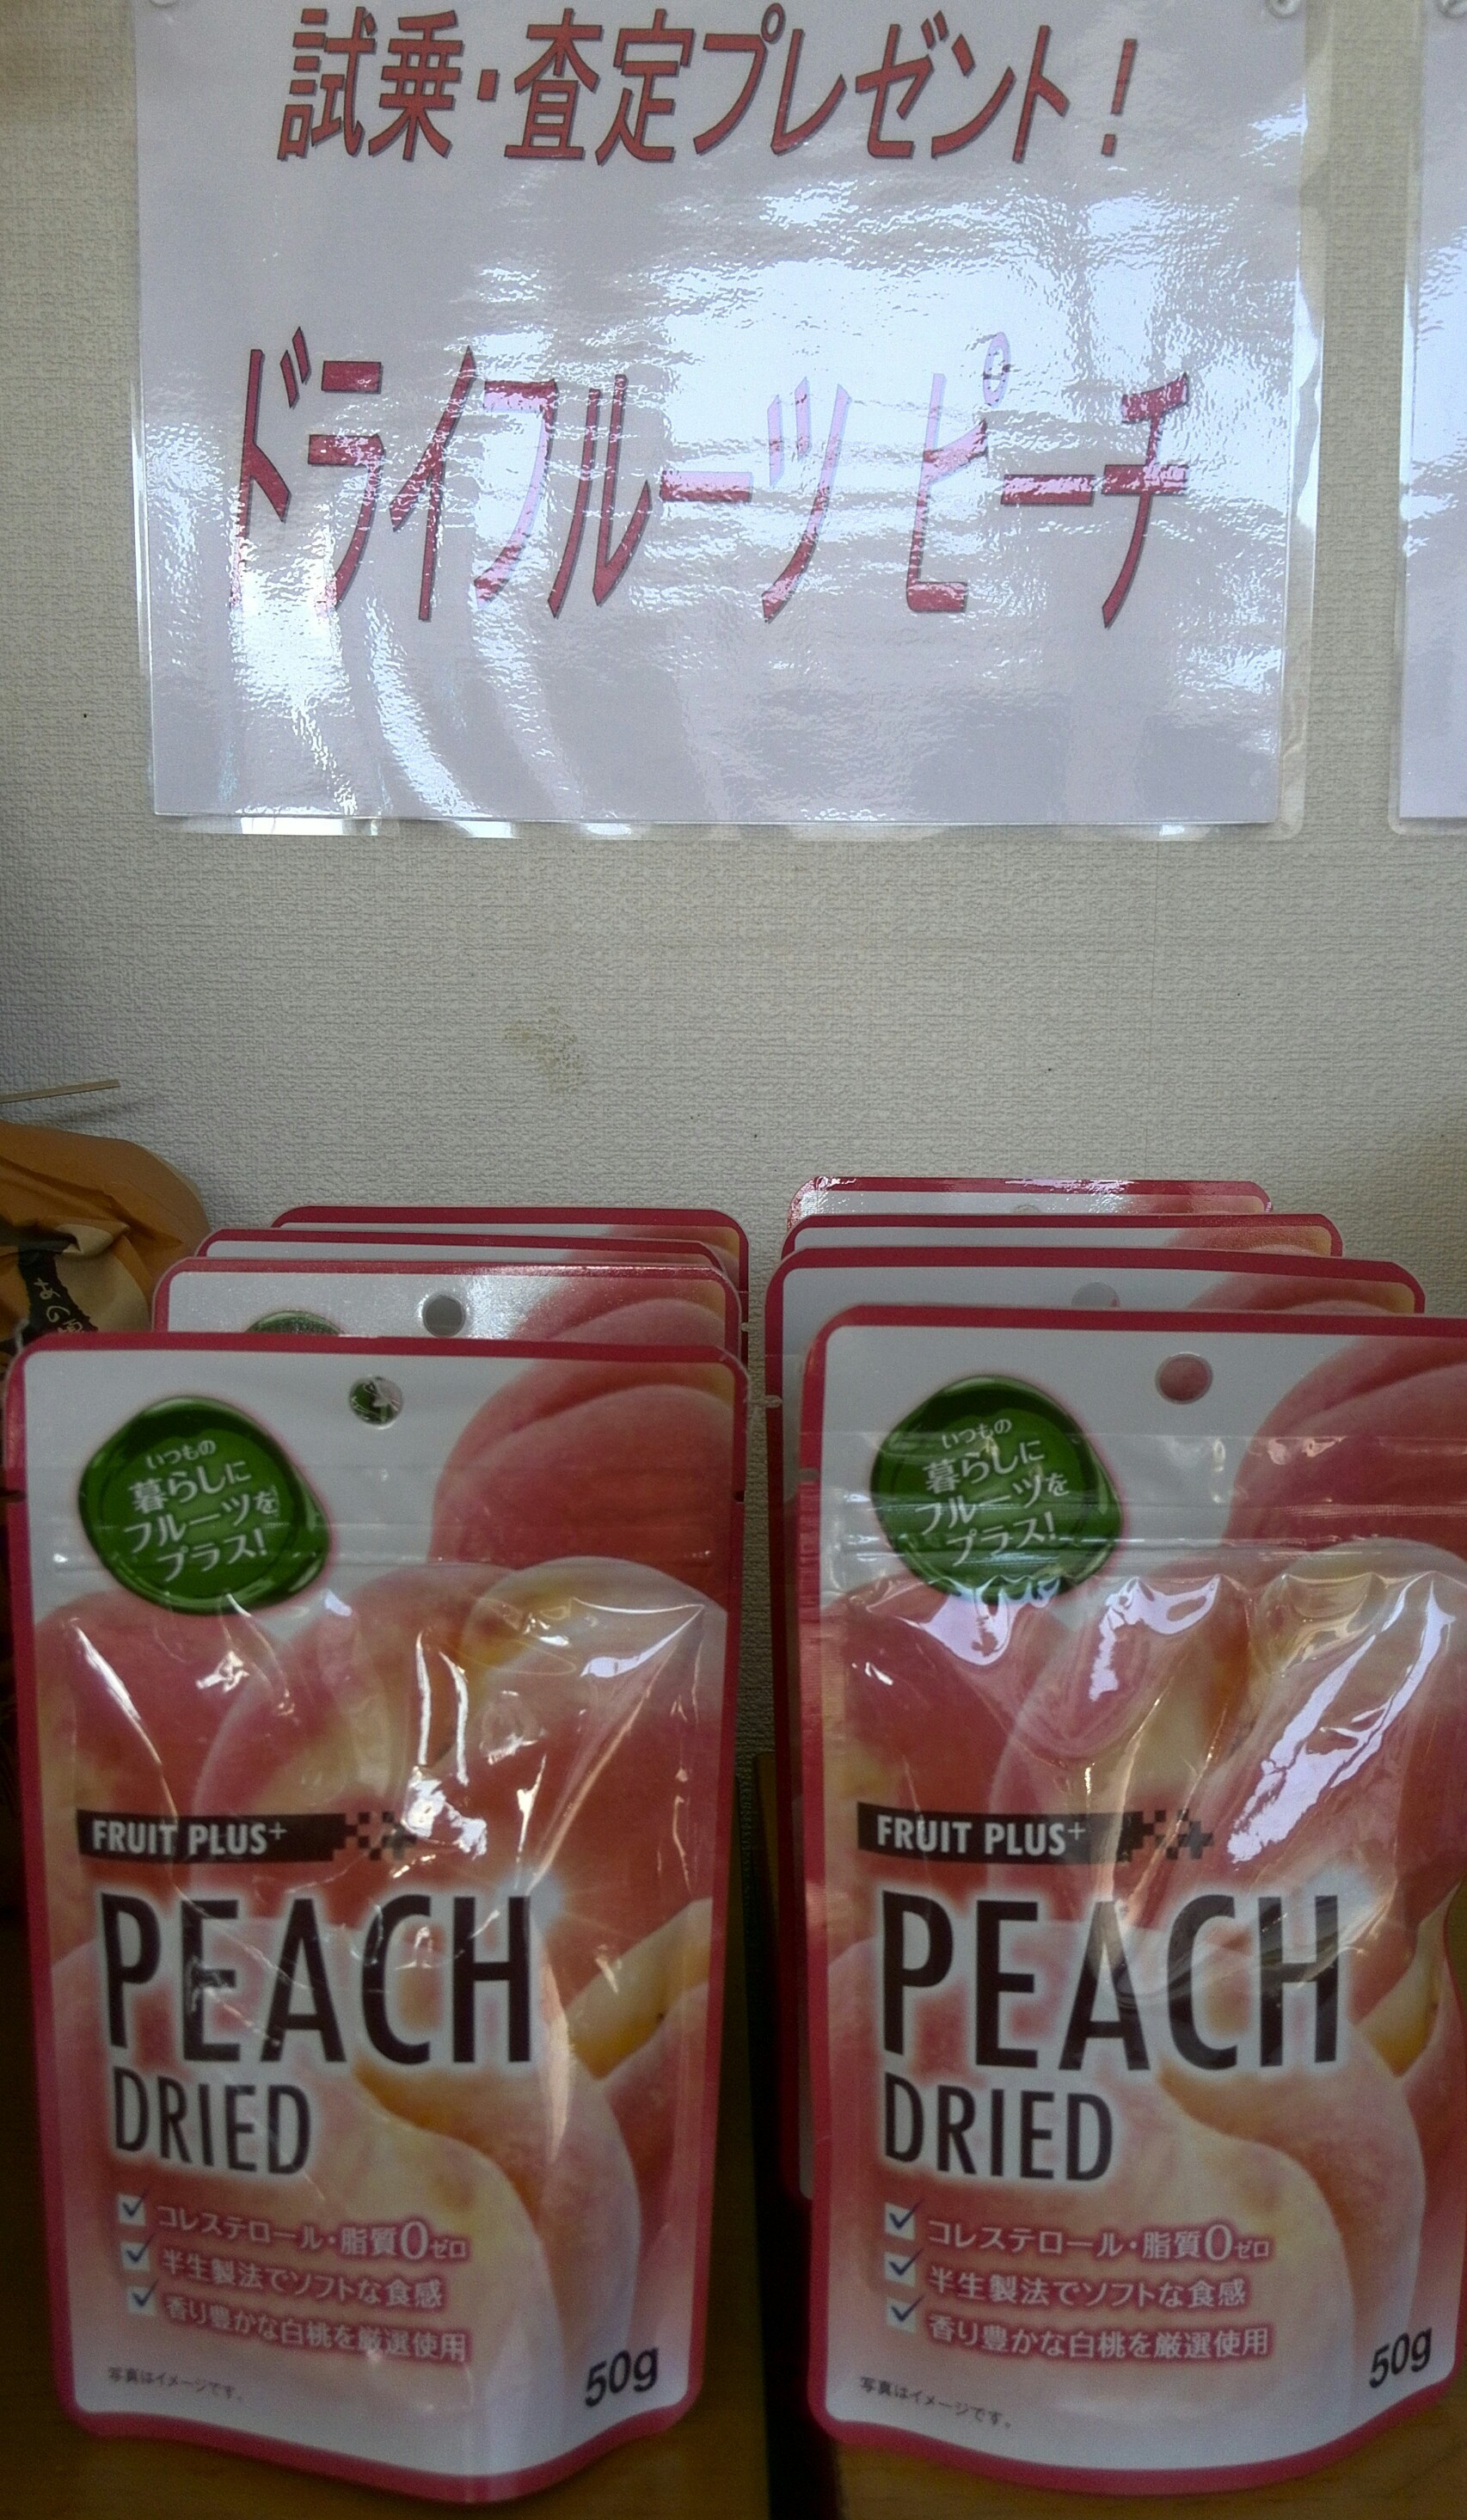 試乗・査定プレゼント！
ドライフルーツ ピーチ
あの
いつもの
暮らしに
フルーツを
プラス!
FRUIT PLUS+
PEACH
DRIED
コレステロール・脂質0ゼロ
半生製法でソフトな食感
香り豊かな白桃を厳選使用
写真はイメージです。
50g
いつもの
暮らしに
フルーツを
プラス!
FRUIT PLUS+
PEACH
DRIED
コレステロール・脂質0ゼロ
半生製法でソフトな食感
香り豊かな白桃を厳選使用
写真はイメージです。
50g